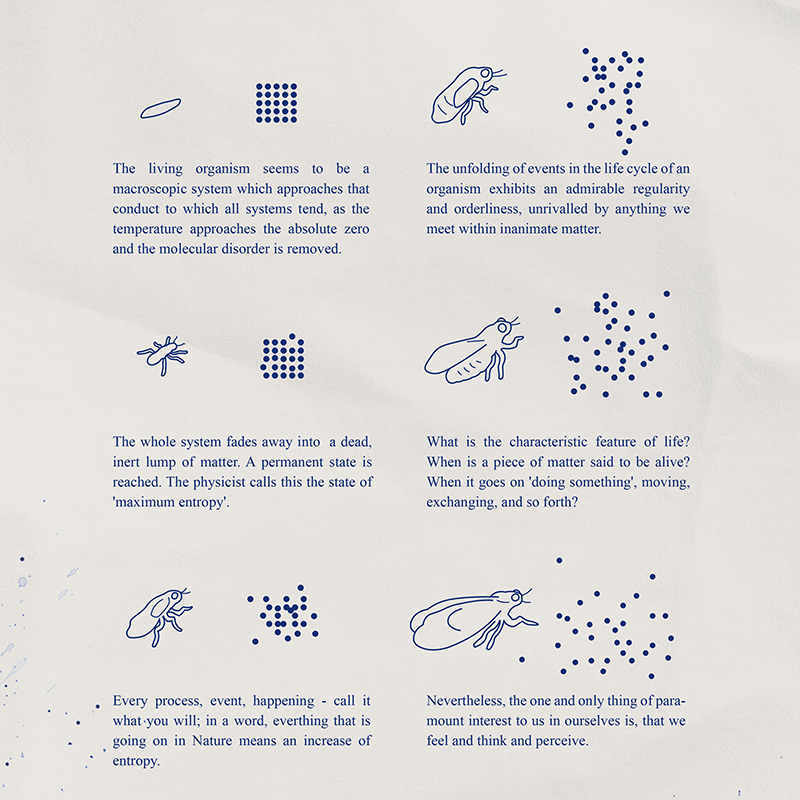 The living organism seems to be a
macroscopic system which approaches that
conduct to which all systems tend, as the
temperature approaches the absolute zero
and the molecular disorder is removed.
The whole system fades away into a dead,
inert lump of matter. A permanent state is
reached. The physicist calls this the state of
'maximum entropy'.
Every process, event, happening - call it
what you will; in a word, everthing that is
going on in Nature means an increase of
entropy.
The unfolding of events in the life cycle of an
organism exhibits an admirable regularity
and orderliness, unrivalled by anything we
meet within inanimate matter.
What is the characteristic feature of life?
When is a piece of matter said to be alive?
When it goes on 'doing something', moving,
exchanging, and so forth?
Nevertheless, the one and only thing of para-
mount interest to us in ourselves is, that we
feel and think and perceive.